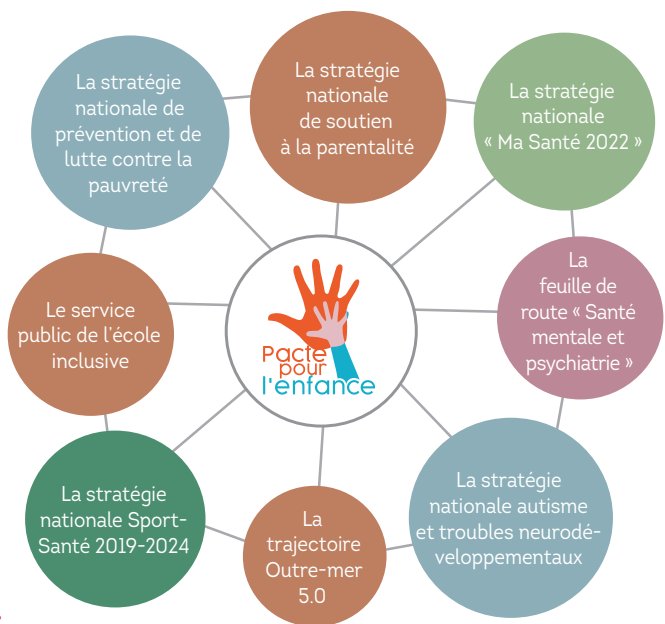 La stratégie
nationale de
prévention et de
lutte contre la
pauvreté
La stratégie
nationale
de soutien
à la parentalité
La stratégie
nationale
« Ma Santé 2022 »
Le service
public de l'école
inclusive
Pacte
pour
l'enfance
La
feuille de
route « Santé
mentale et
psychiatrie »
La stratégie
nationale Sport-
Santé 2019-2024
La
trajectoire
Outre-mer
5.0
La stratégie
nationale autisme
et troubles neurodé-
veloppementaux